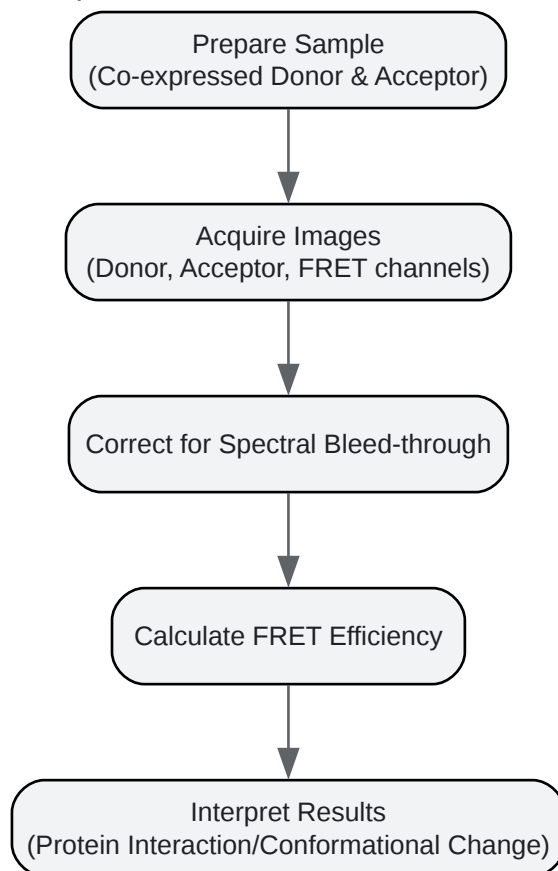 Prepare Sample
(Co-expressed Donor & Acceptor)
Acquire Images
(Donor, Acceptor, FRET channels)
Correct for Spectral Bleed-through
Calculate FRET Efficiency
Interpret Results
(Protein Interaction/Conformational Change)